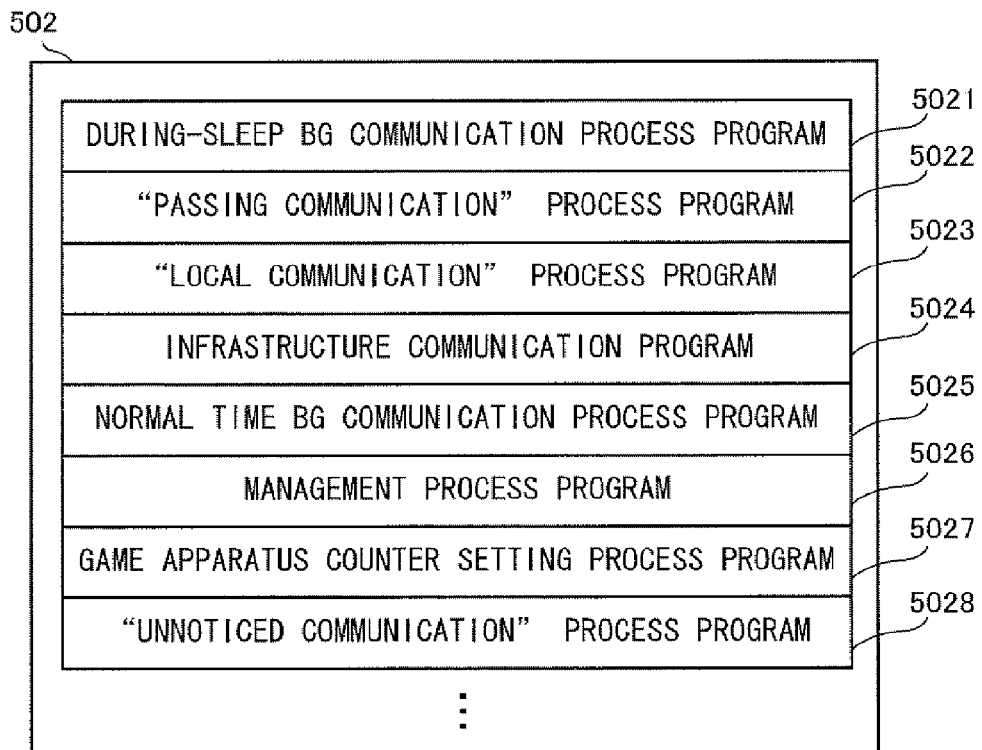 502
DURING-SLEEP BG COMMUNICATION PROCESS PROGRAM
5021
“PASSING COMMUNICATION” PROCESS PROGRAM
5022
“LOCAL COMMUNICATION” PROCESS PROGRAM
5023
INFRASTRUCTURE COMMUNICATION PROGRAM
5024
NORMAL TIME BG COMMUNICATION PROCESS PROGRAM
5025
MANAGEMENT PROCESS PROGRAM
5026
GAME APPARATUS COUNTER SETTING PROCESS PROGRAM
5027
“UNNOTICED COMMUNICATION” PROCESS PROGRAM
5028